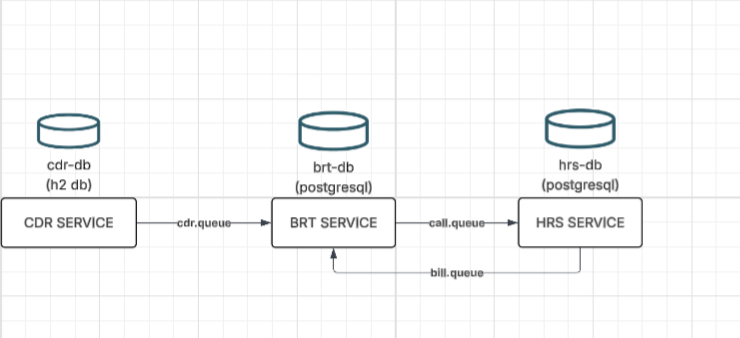 cdr-db
(h2 db)
brt-db
(postgresql)
hrs-db
(postgresql)
CDR SERVICE
cdr.queue
BRT SERVICE
call.queue
HRS SERVICE
bill.queue